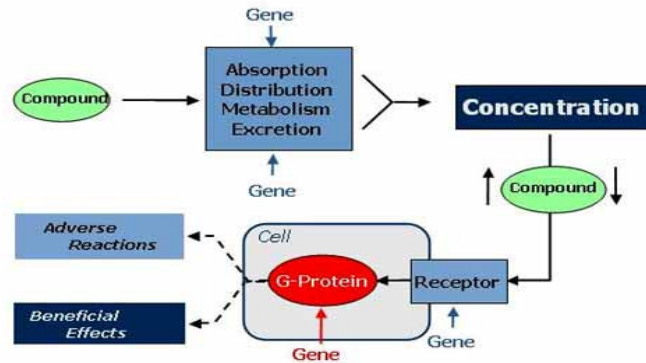 Gene
Absorption
Distribution
Metabolism
Excretion
Compound
Concentration
Gene
Compound
Adverse
Reactions
Cell
G-Protein
Receptor
Beneficial
Effects
Gene
Gene